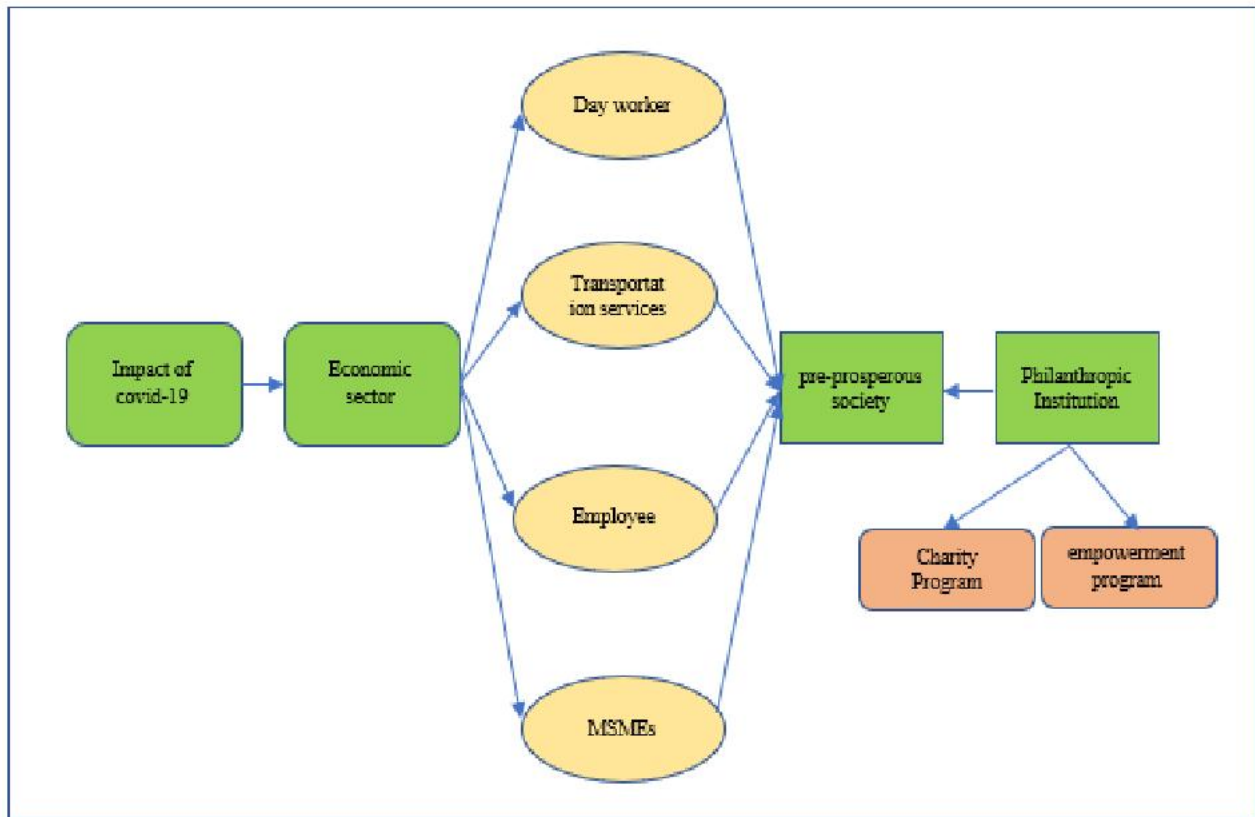 Day worker
Transportat
ion services
Impact of
covid-19
Economic
sector
pre-prosperous
society
Philanthropic
Institution
Employee
Charity
Program
empowerment
program
MSMEs